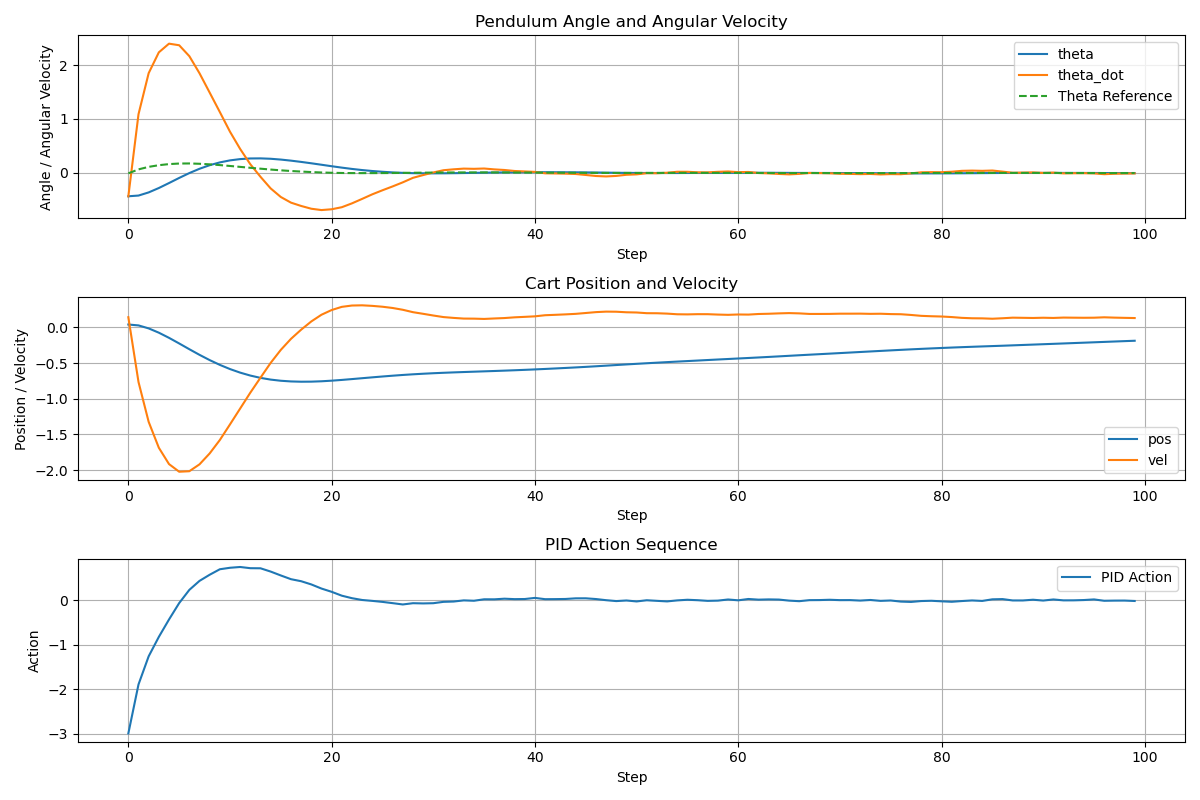 Pendulum Angle and Angular Velocity
Angle / Angular Velocity
2
1
0
theta
theta_dot
Theta Reference
0 20 40 60 80 100
Step
Cart Position and Velocity
Position / Velocity
0.0
−0.5
−1.0
−1.5
−2.0
pos
vel
0 20 40 60 80 100
Step
PID Action Sequence
Action
0
−1
−2
−3
PID Action
0 20 40 60 80 100
Step